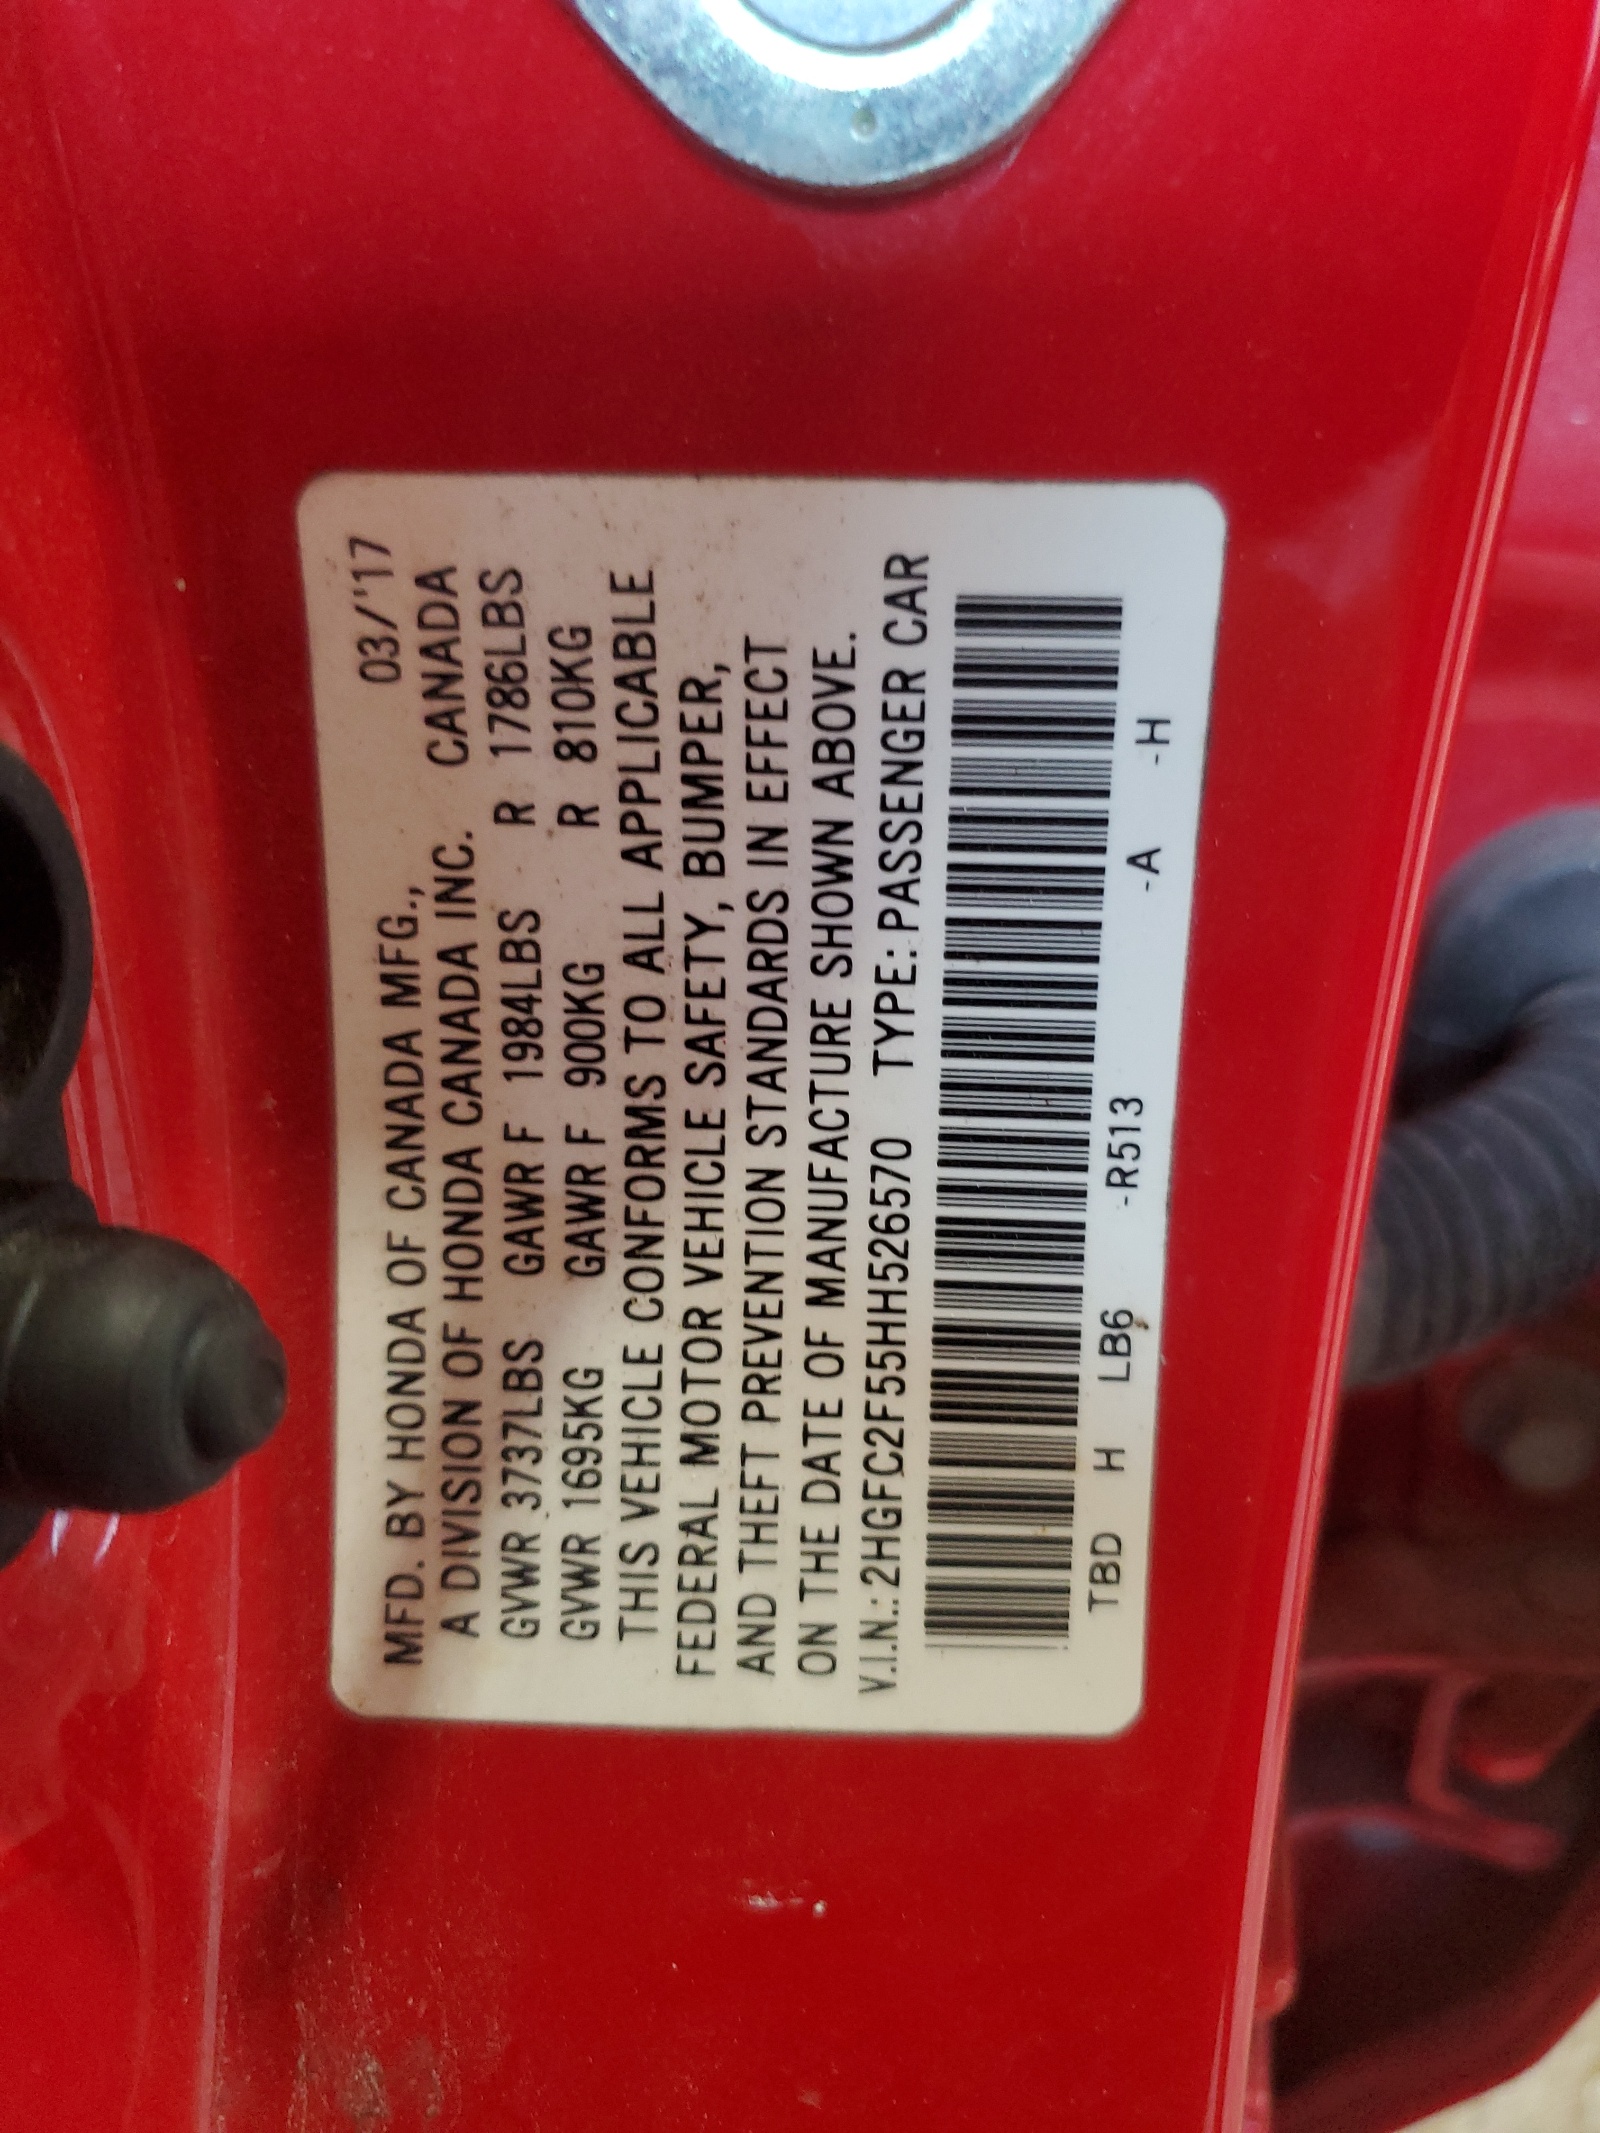 03/'17
MFD. BY HONDA OF CANADA MFG.,
A DIVISION OF HONDA CANADA INC. CANADA
GVWR 3737LBS GAWR F 1984LBS R 1786LBS
GVWR 1695KG GAWR F 900KG R 810KG
THIS VEHICLE CONFORMS TO ALL APPLICABLE
FEDERAL MOTOR VEHICLE SAFETY, BUMPER,
AND THEFT PREVENTION STANDARDS IN EFFECT
ON THE DATE OF MANUFACTURE SHOWN ABOVE.
V.I.N.: 2HGFC2F55HH526570 TYPE: PASSENGER CAR
TBD H LB6 -R513 -A -H